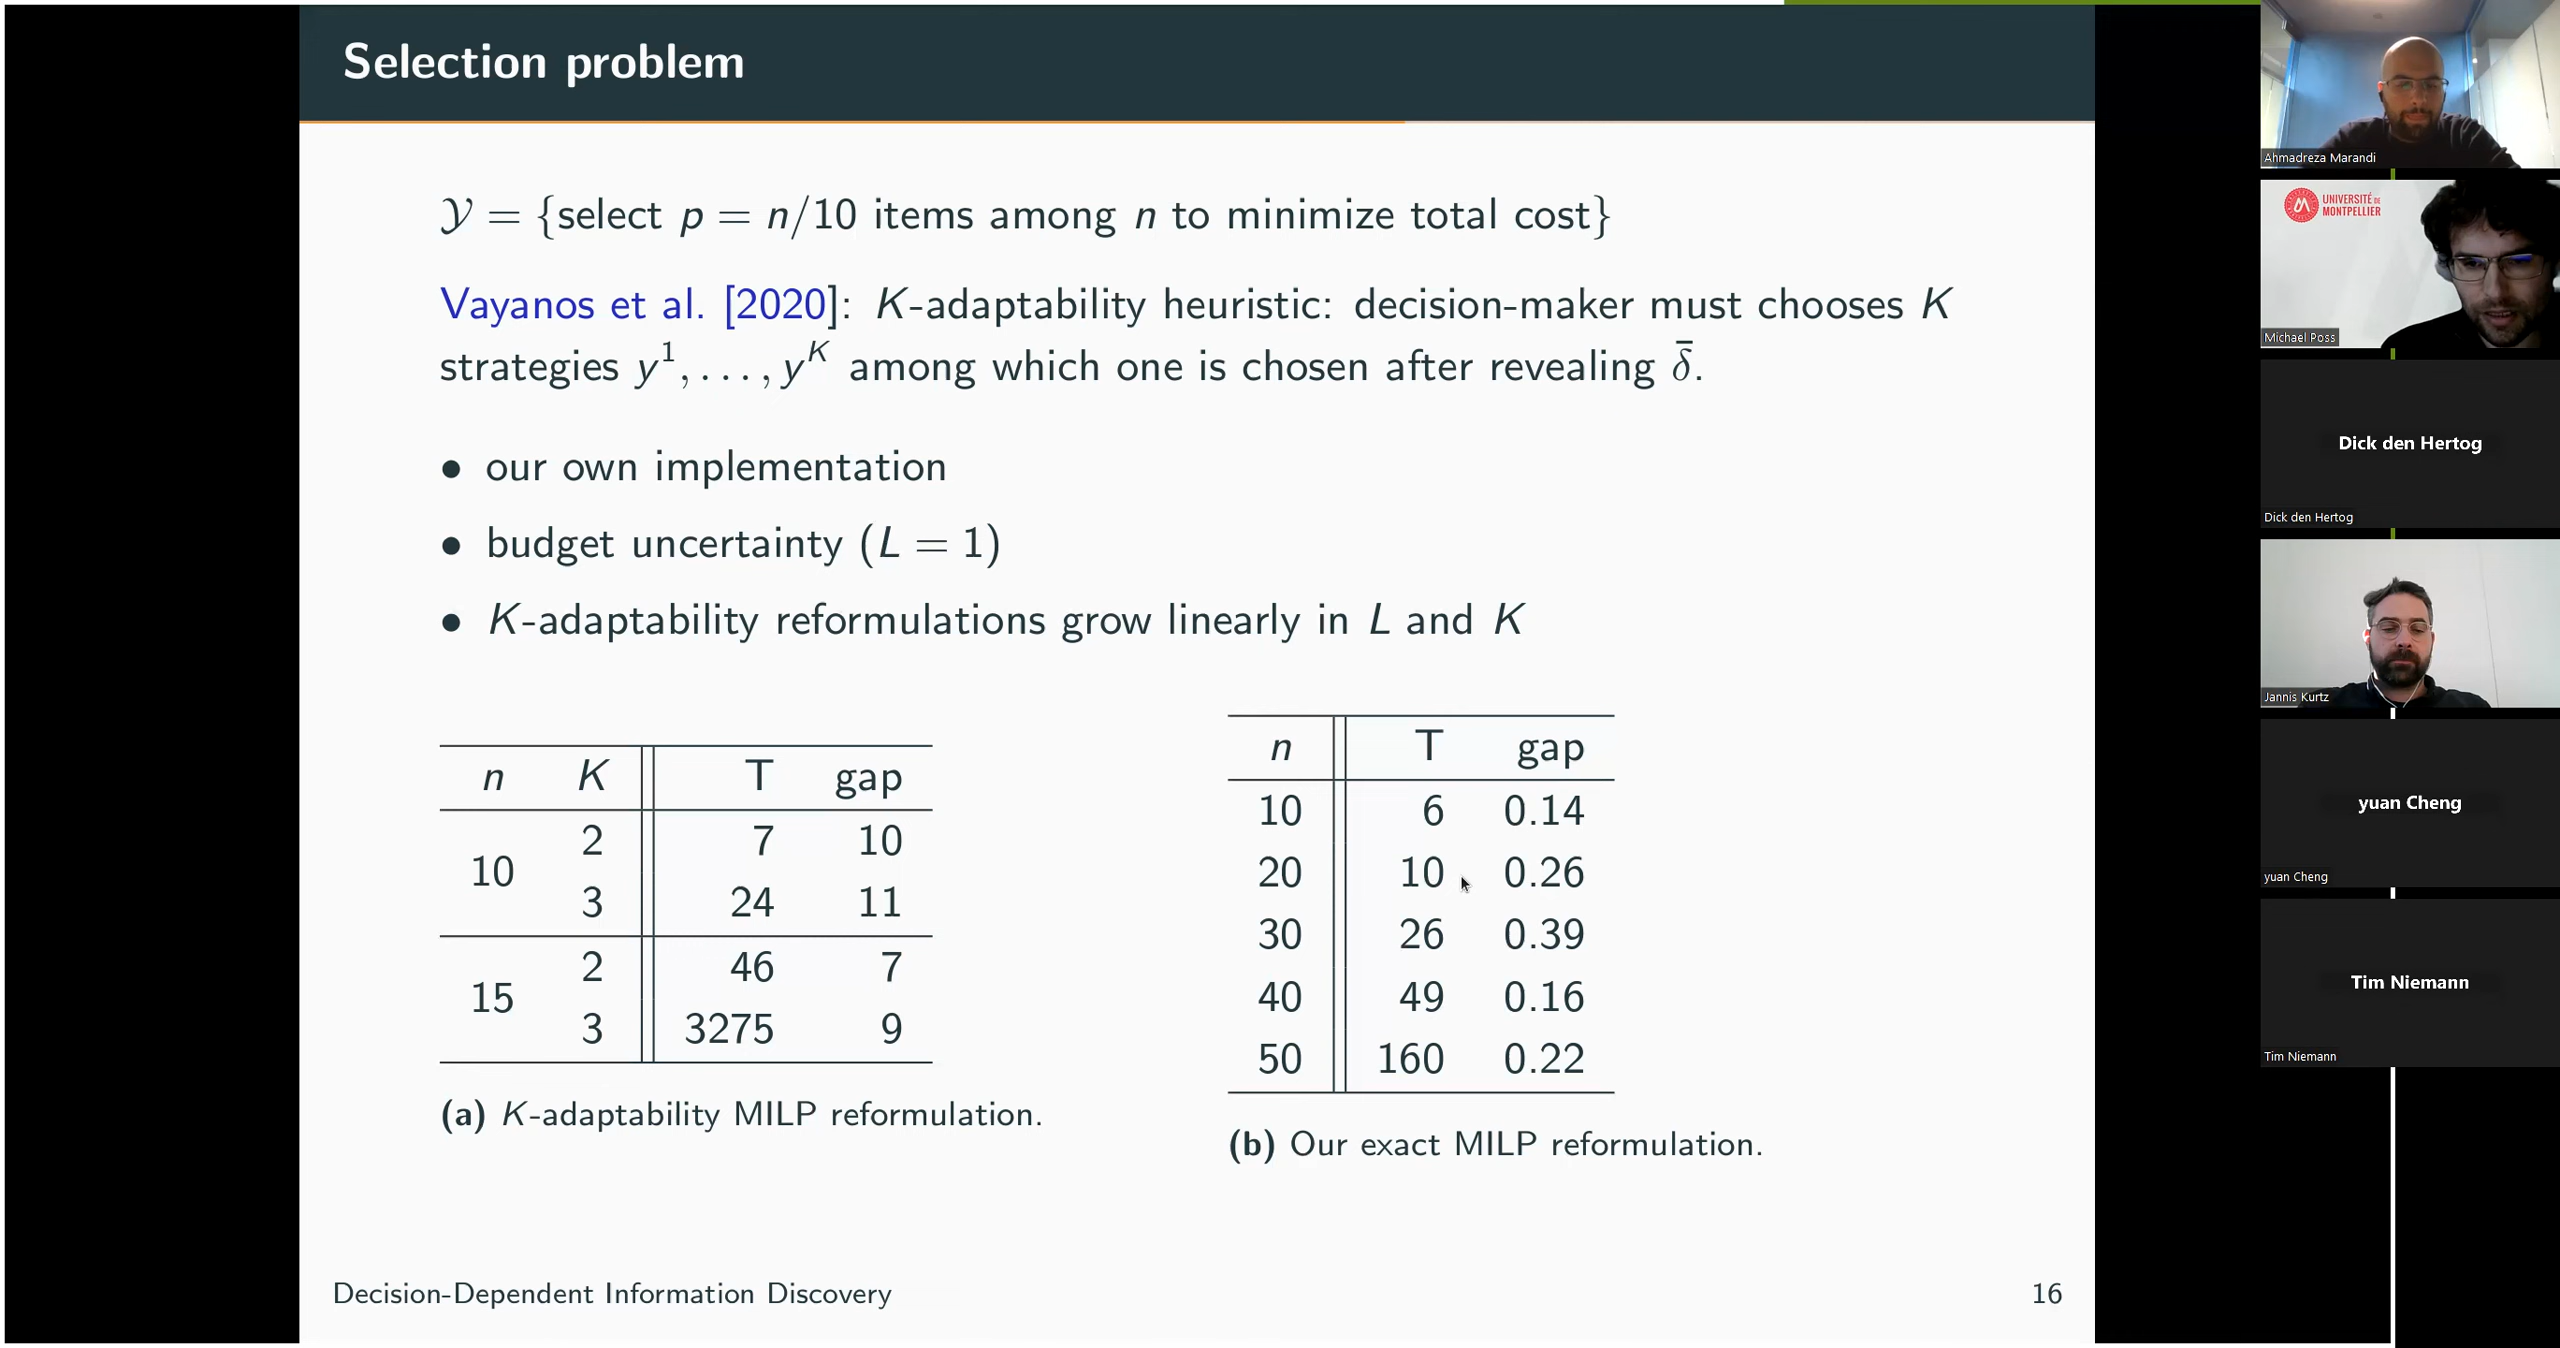 Selection problem
𝒴 = {select p = n/10 items among n to minimize total cost}
Vayanos et al. [2020]: K-adaptability heuristic: decision-maker must chooses K
strategies y¹, . . . , yᴷ among which one is chosen after revealing δ̄.
• our own implementation
• budget uncertainty (L = 1)
• K-adaptability reformulations grow linearly in L and K
n K T gap
10 2 7 10
3 24 11
15 2 46 7
3 3275 9
(a) K-adaptability MILP reformulation.
n T gap
10 6 0.14
20 10 0.26
30 26 0.39
40 49 0.16
50 160 0.22
(b) Our exact MILP reformulation.
Decision-Dependent Information Discovery
16
Ahmadreza Marandi
UNIVERSITÉ DE
MONTPELLIER
Michael Poss
Dick den Hertog
Dick den Hertog
Jannis Kurtz
yuan Cheng
yuan Cheng
Tim Niemann
Tim Niemann